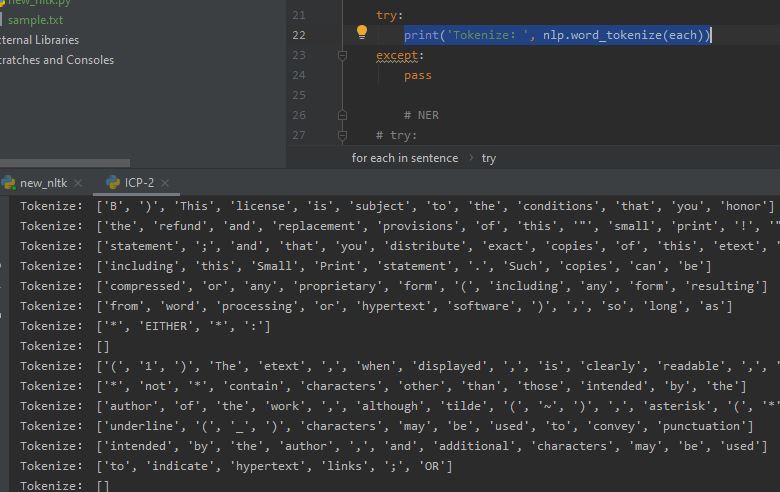 new_nltk.py
sample.txt
ternal Libraries
cratches and Consoles
21 try:
22 print('Tokenize: ', nlp.word_tokenize(each))
23 except:
24 pass
25
26 # NER
27 # try:
for each in sentence › try
new_nltk × ICP-2 ×
Tokenize: ['B', ')', 'This', 'license', 'is', 'subject', 'to', 'the', 'conditions', 'that', 'you', 'honor']
Tokenize: ['the', 'refund', 'and', 'replacement', 'provisions', 'of', 'this', '"', 'small', 'print', '!', '"
Tokenize: ['statement', ';', 'and', 'that', 'you', 'distribute', 'exact', 'copies', 'of', 'this', 'etext', '
Tokenize: ['including', 'this', 'Small', 'Print', 'statement', '.', 'Such', 'copies', 'can', 'be']
Tokenize: ['compressed', 'or', 'any', 'proprietary', 'form', '(', 'including', 'any', 'form', 'resulting']
Tokenize: ['from', 'word', 'processing', 'or', 'hypertext', 'software', ')', ',', 'so', 'long', 'as']
Tokenize: ['*', 'EITHER', '*', ':']
Tokenize: []
Tokenize: ['(', '1', ')', 'The', 'etext', ',', 'when', 'displayed', ',', 'is', 'clearly', 'readable', ',', '
Tokenize: ['*', 'not', '*', 'contain', 'characters', 'other', 'than', 'those', 'intended', 'by', 'the']
Tokenize: ['author', 'of', 'the', 'work', ',', 'although', 'tilde', '(', '~', ')', ',', 'asterisk', '(', '*'
Tokenize: ['underline', '(', '_', ')', 'characters', 'may', 'be', 'used', 'to', 'convey', 'punctuation']
Tokenize: ['intended', 'by', 'the', 'author', ',', 'and', 'additional', 'characters', 'may', 'be', 'used']
Tokenize: ['to', 'indicate', 'hypertext', 'links', ';', 'OR']
Tokenize: []